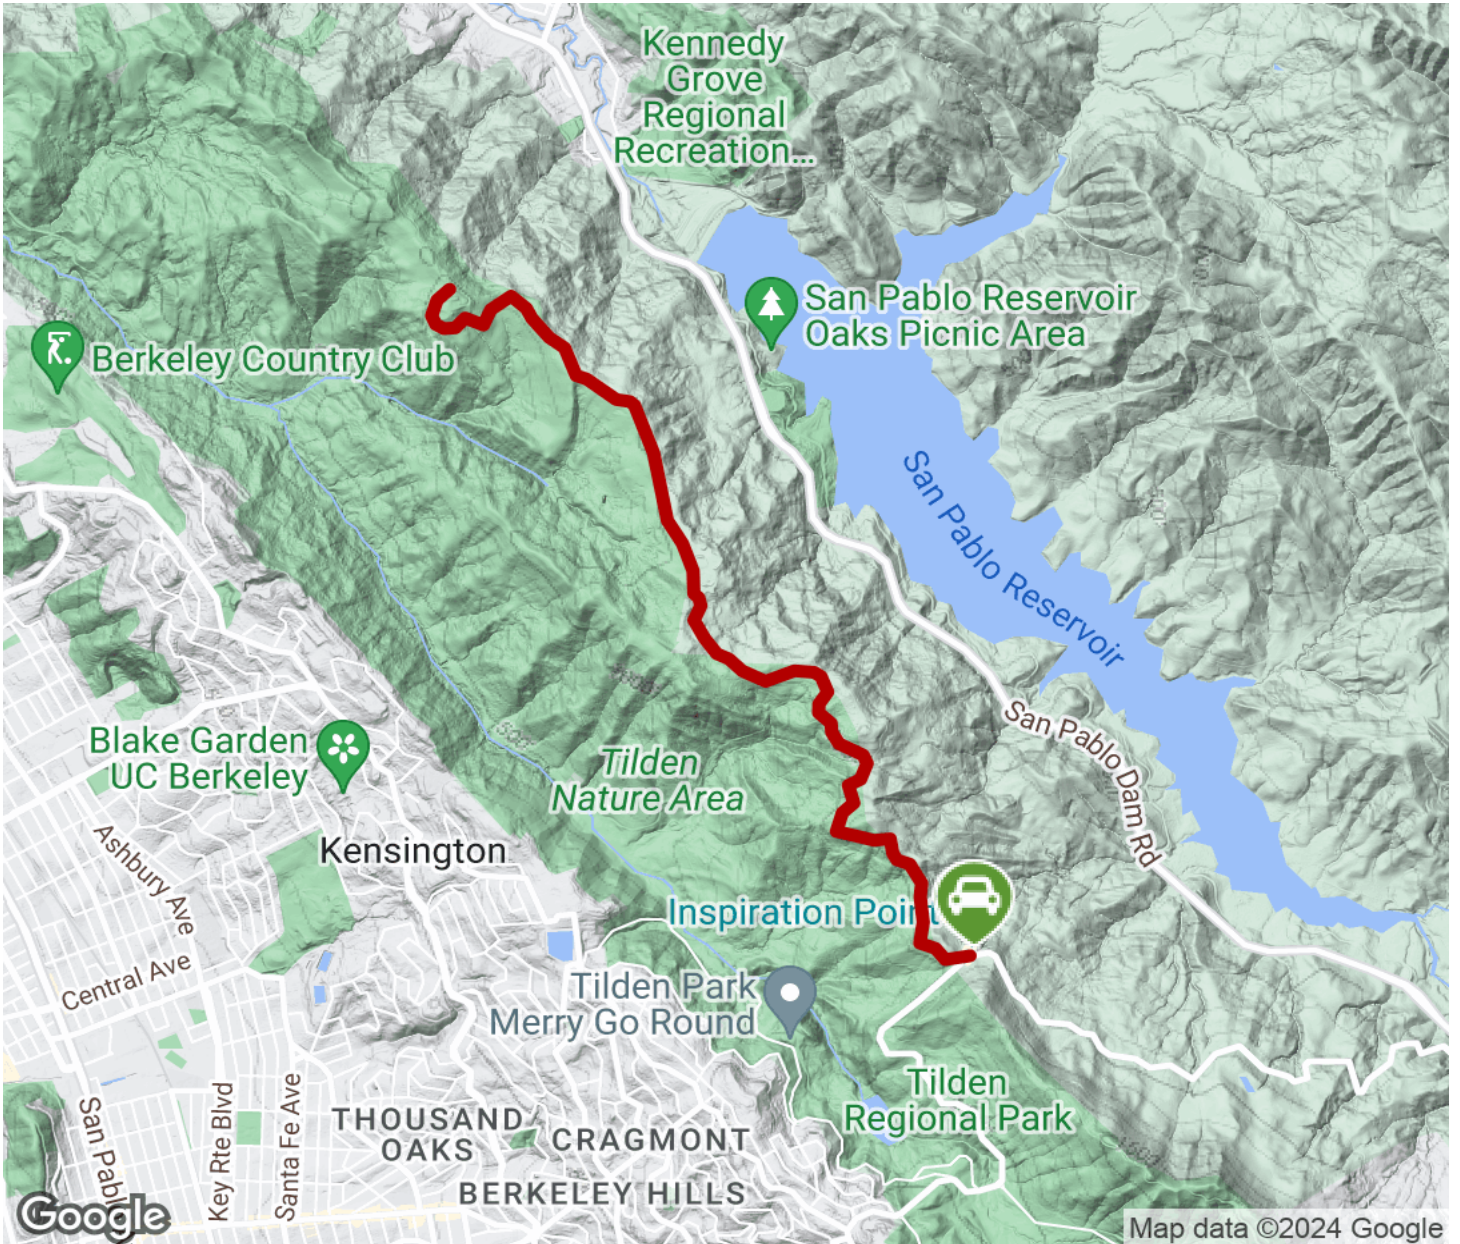 Kennedy
Grove
Regional
Recreation...
San Pablo Reservoir
Oaks Picnic Area
Berkeley Country Club
San Pablo Reservoir
San Pablo Dam Rd
Blake Garden
UC Berkeley
Tilden
Nature Area
Kensington
Ashbury Ave
Inspiration Point
Central Ave
Tilden Park
Merry Go Round
Tilden
Regional Park
San Pabl
Key Rte Blvd
Santa Fe Ave
THOUSAND
OAKS
CRAGMONT
BERKELEY HILLS
Google
Map data ©2024 Google